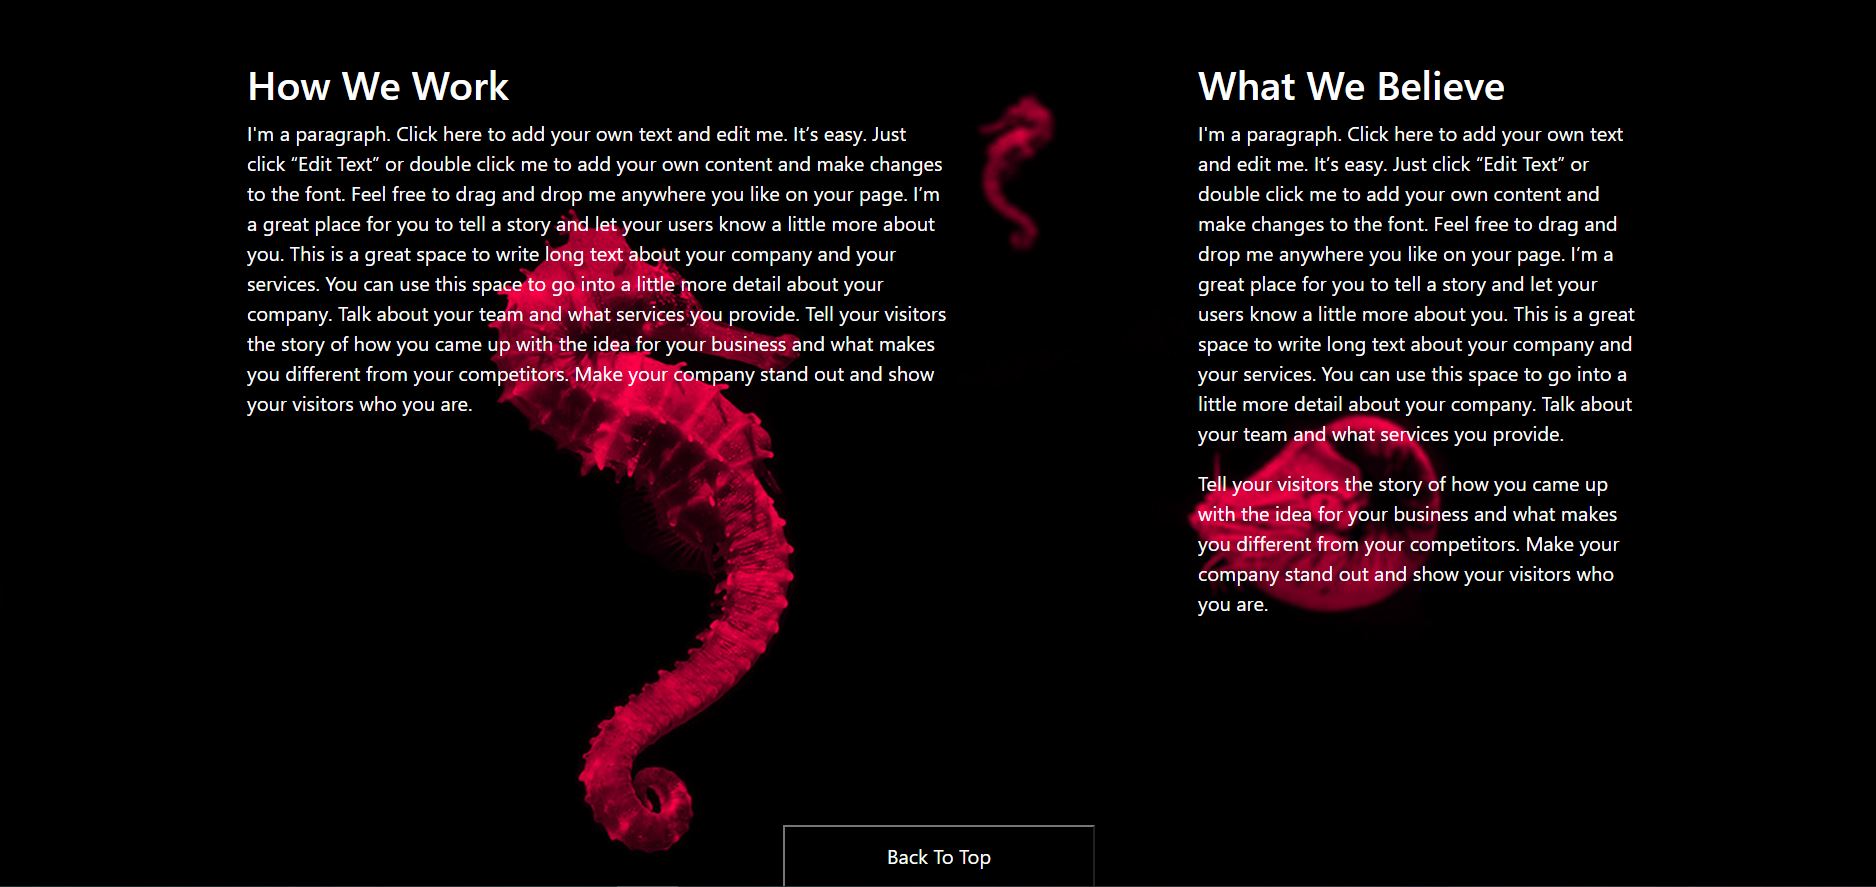 How We Work
I'm a paragraph. Click here to add your own text and edit me. It’s easy. Just
click “Edit Text” or double click me to add your own content and make changes
to the font. Feel free to drag and drop me anywhere you like on your page. I’m
a great place for you to tell a story and let your users know a little more about
you. This is a great space to write long text about your company and your
services. You can use this space to go into a little more detail about your
company. Talk about your team and what services you provide. Tell your visitors
the story of how you came up with the idea for your business and what makes
you different from your competitors. Make your company stand out and show
your visitors who you are.
What We Believe
I'm a paragraph. Click here to add your own text
and edit me. It’s easy. Just click “Edit Text” or
double click me to add your own content and
make changes to the font. Feel free to drag and
drop me anywhere you like on your page. I’m a
great place for you to tell a story and let your
users know a little more about you. This is a great
space to write long text about your company and
your services. You can use this space to go into a
little more detail about your company. Talk about
your team and what services you provide.
Tell your visitors the story of how you came up
with the idea for your business and what makes
you different from your competitors. Make your
company stand out and show your visitors who
you are.
Back To Top